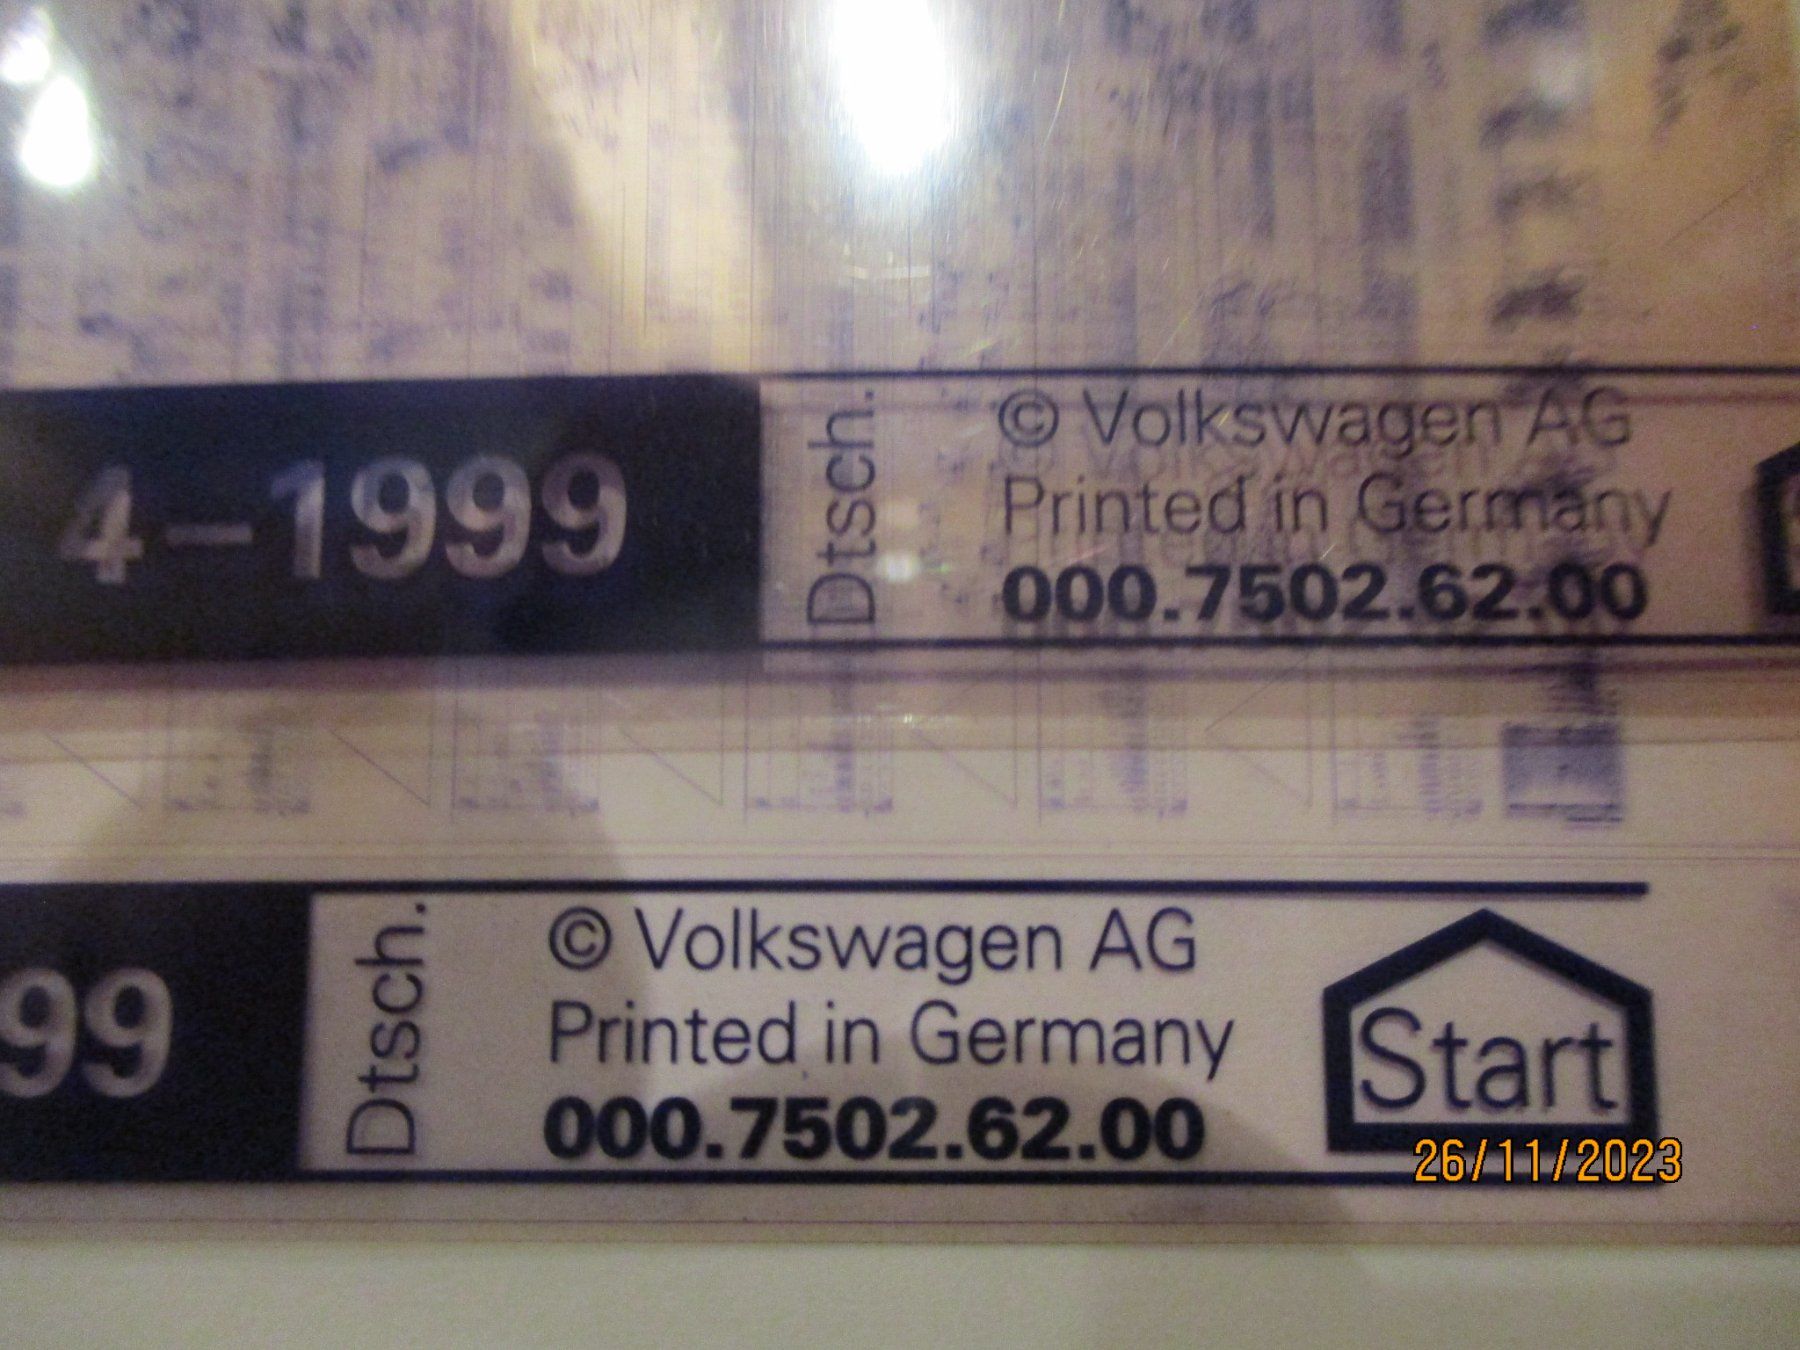 4-1999
Dtsch.
© Volkswagen AG
Printed in Germany
000.7502.62.00
99
Dtsch.
© Volkswagen AG
Printed in Germany
000.7502.62.00
Start
26/11/2023